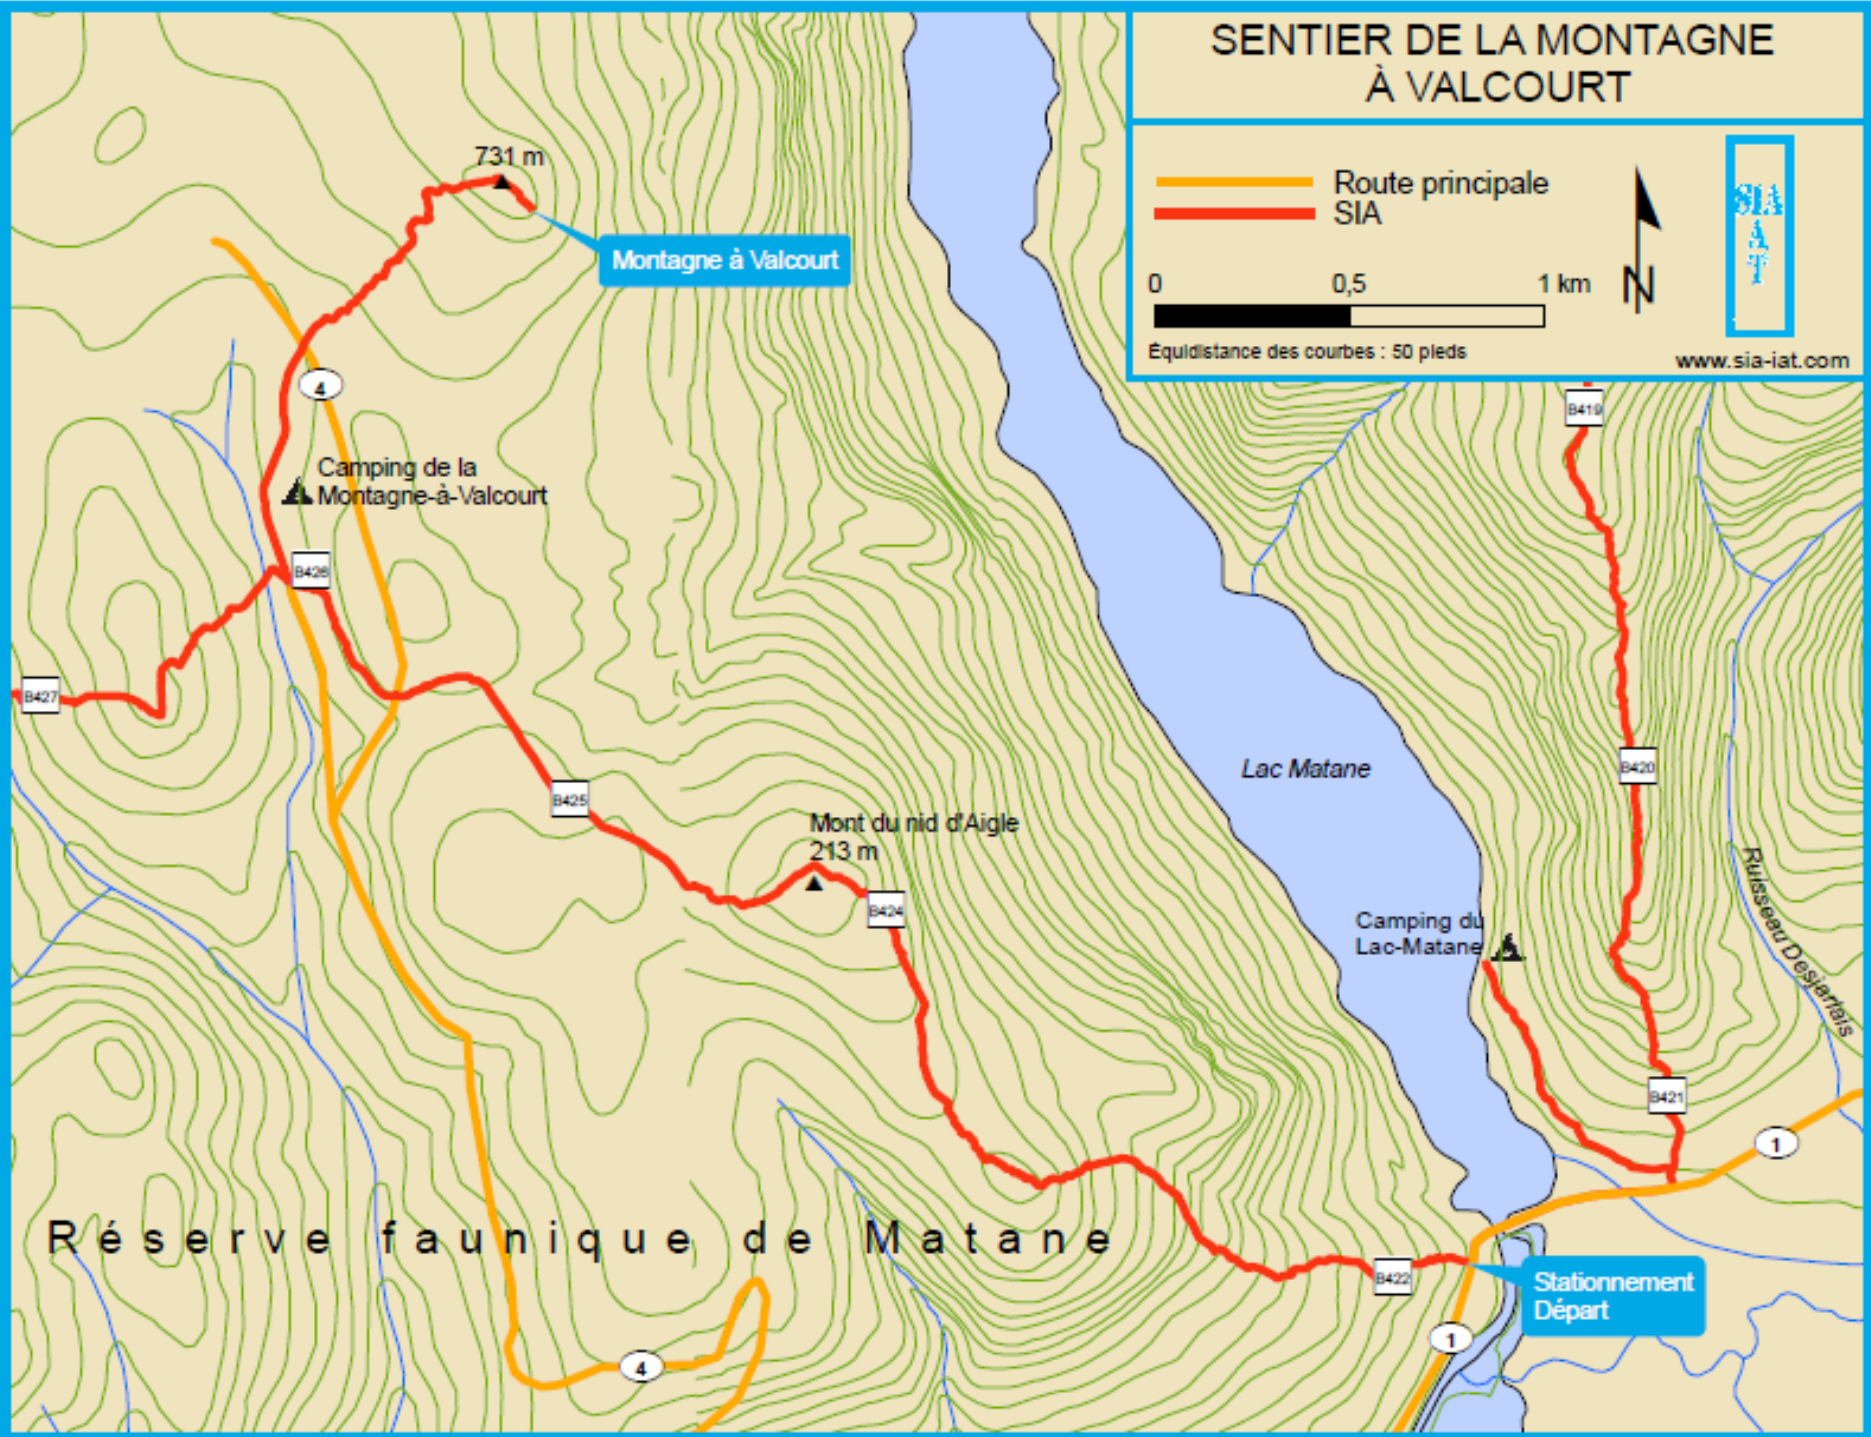 SENTIER DE LA MONTAGNE
À VALCOURT
Route principale
SIA
0 0,5 1 km
Équidistance des courbes : 50 pieds
N
SIA
A
T
www.sia-iat.com
731 m
Montagne à Valcourt
4
Camping de la
Montagne-à-Valcourt
B419
B426
B427
B425
Mont du nid d'Aigle
213 m
B424
Lac Matane
B420
Camping du
Lac-Matane
Ruisseau Desjarlais
B421
1
Réserve faunique de Matane
B422
Stationnement
Départ
1
4